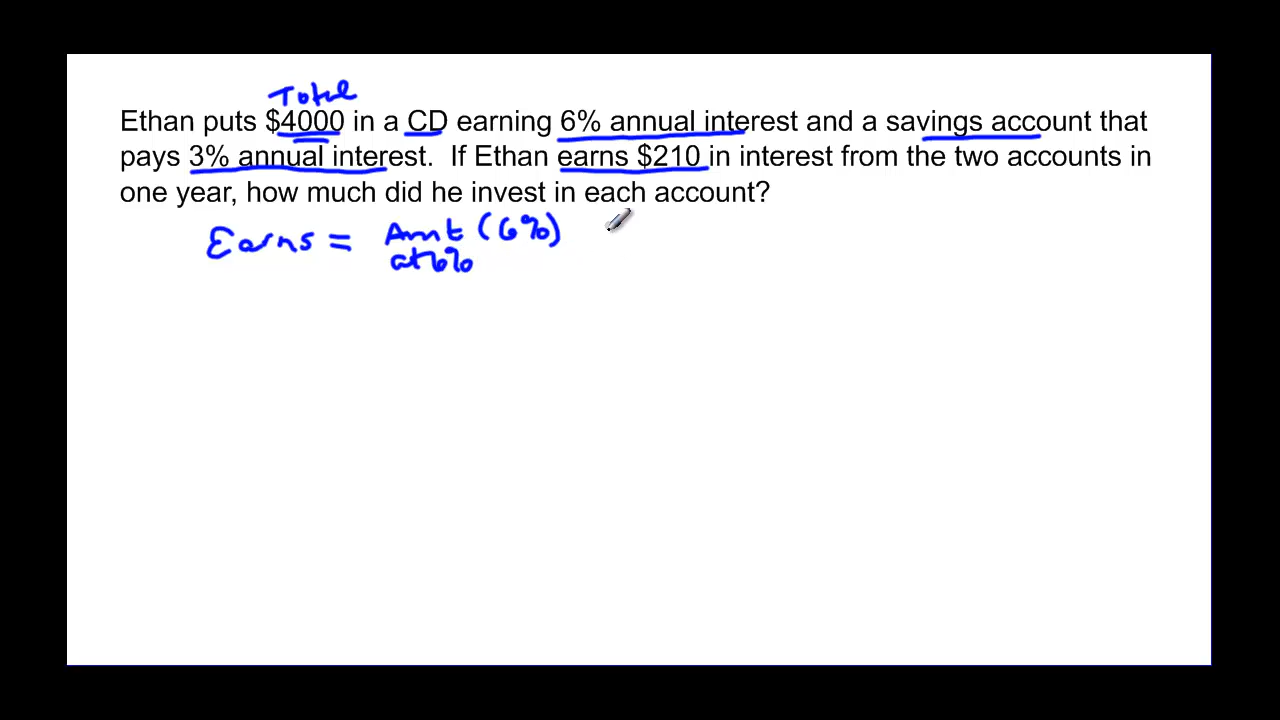 Total
Ethan puts $4000 in a CD earning 6% annual interest and a savings account that
pays 3% annual interest. If Ethan earns $210 in interest from the two accounts in
one year, how much did he invest in each account?
Earns = Amt (6%)
at 6%